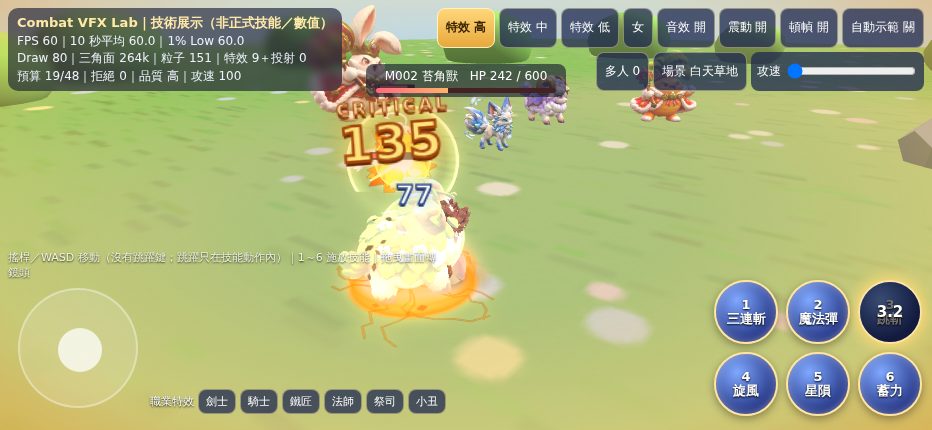 Combat VFX Lab｜技術展示（非正式技能／數值）
FPS 60｜10 秒平均 60.0｜1% Low 60.0
Draw 80｜三角面 264k｜粒子 151｜特效 9＋投射 0
預算 19/48｜拒絕 0｜品質 高｜攻速 100
特效 高
特效 中
特效 低
女
音效 開
震動 開
頓幀 開
自動示範 關
多人 0
場景 白天草地
攻速
M002 苔角獸 HP 242 / 600
CRITICAL
135
77
搖桿／WASD 移動（沒有跳躍鍵；跳躍只在技能動作內）｜1～6 施放技能｜拖曳畫面轉
鏡頭
1
三連斬
2
魔法彈
3.2
4
旋風
5
星隕
6
蓄力
職業特效
劍士
騎士
鐵匠
法師
祭司
小丑